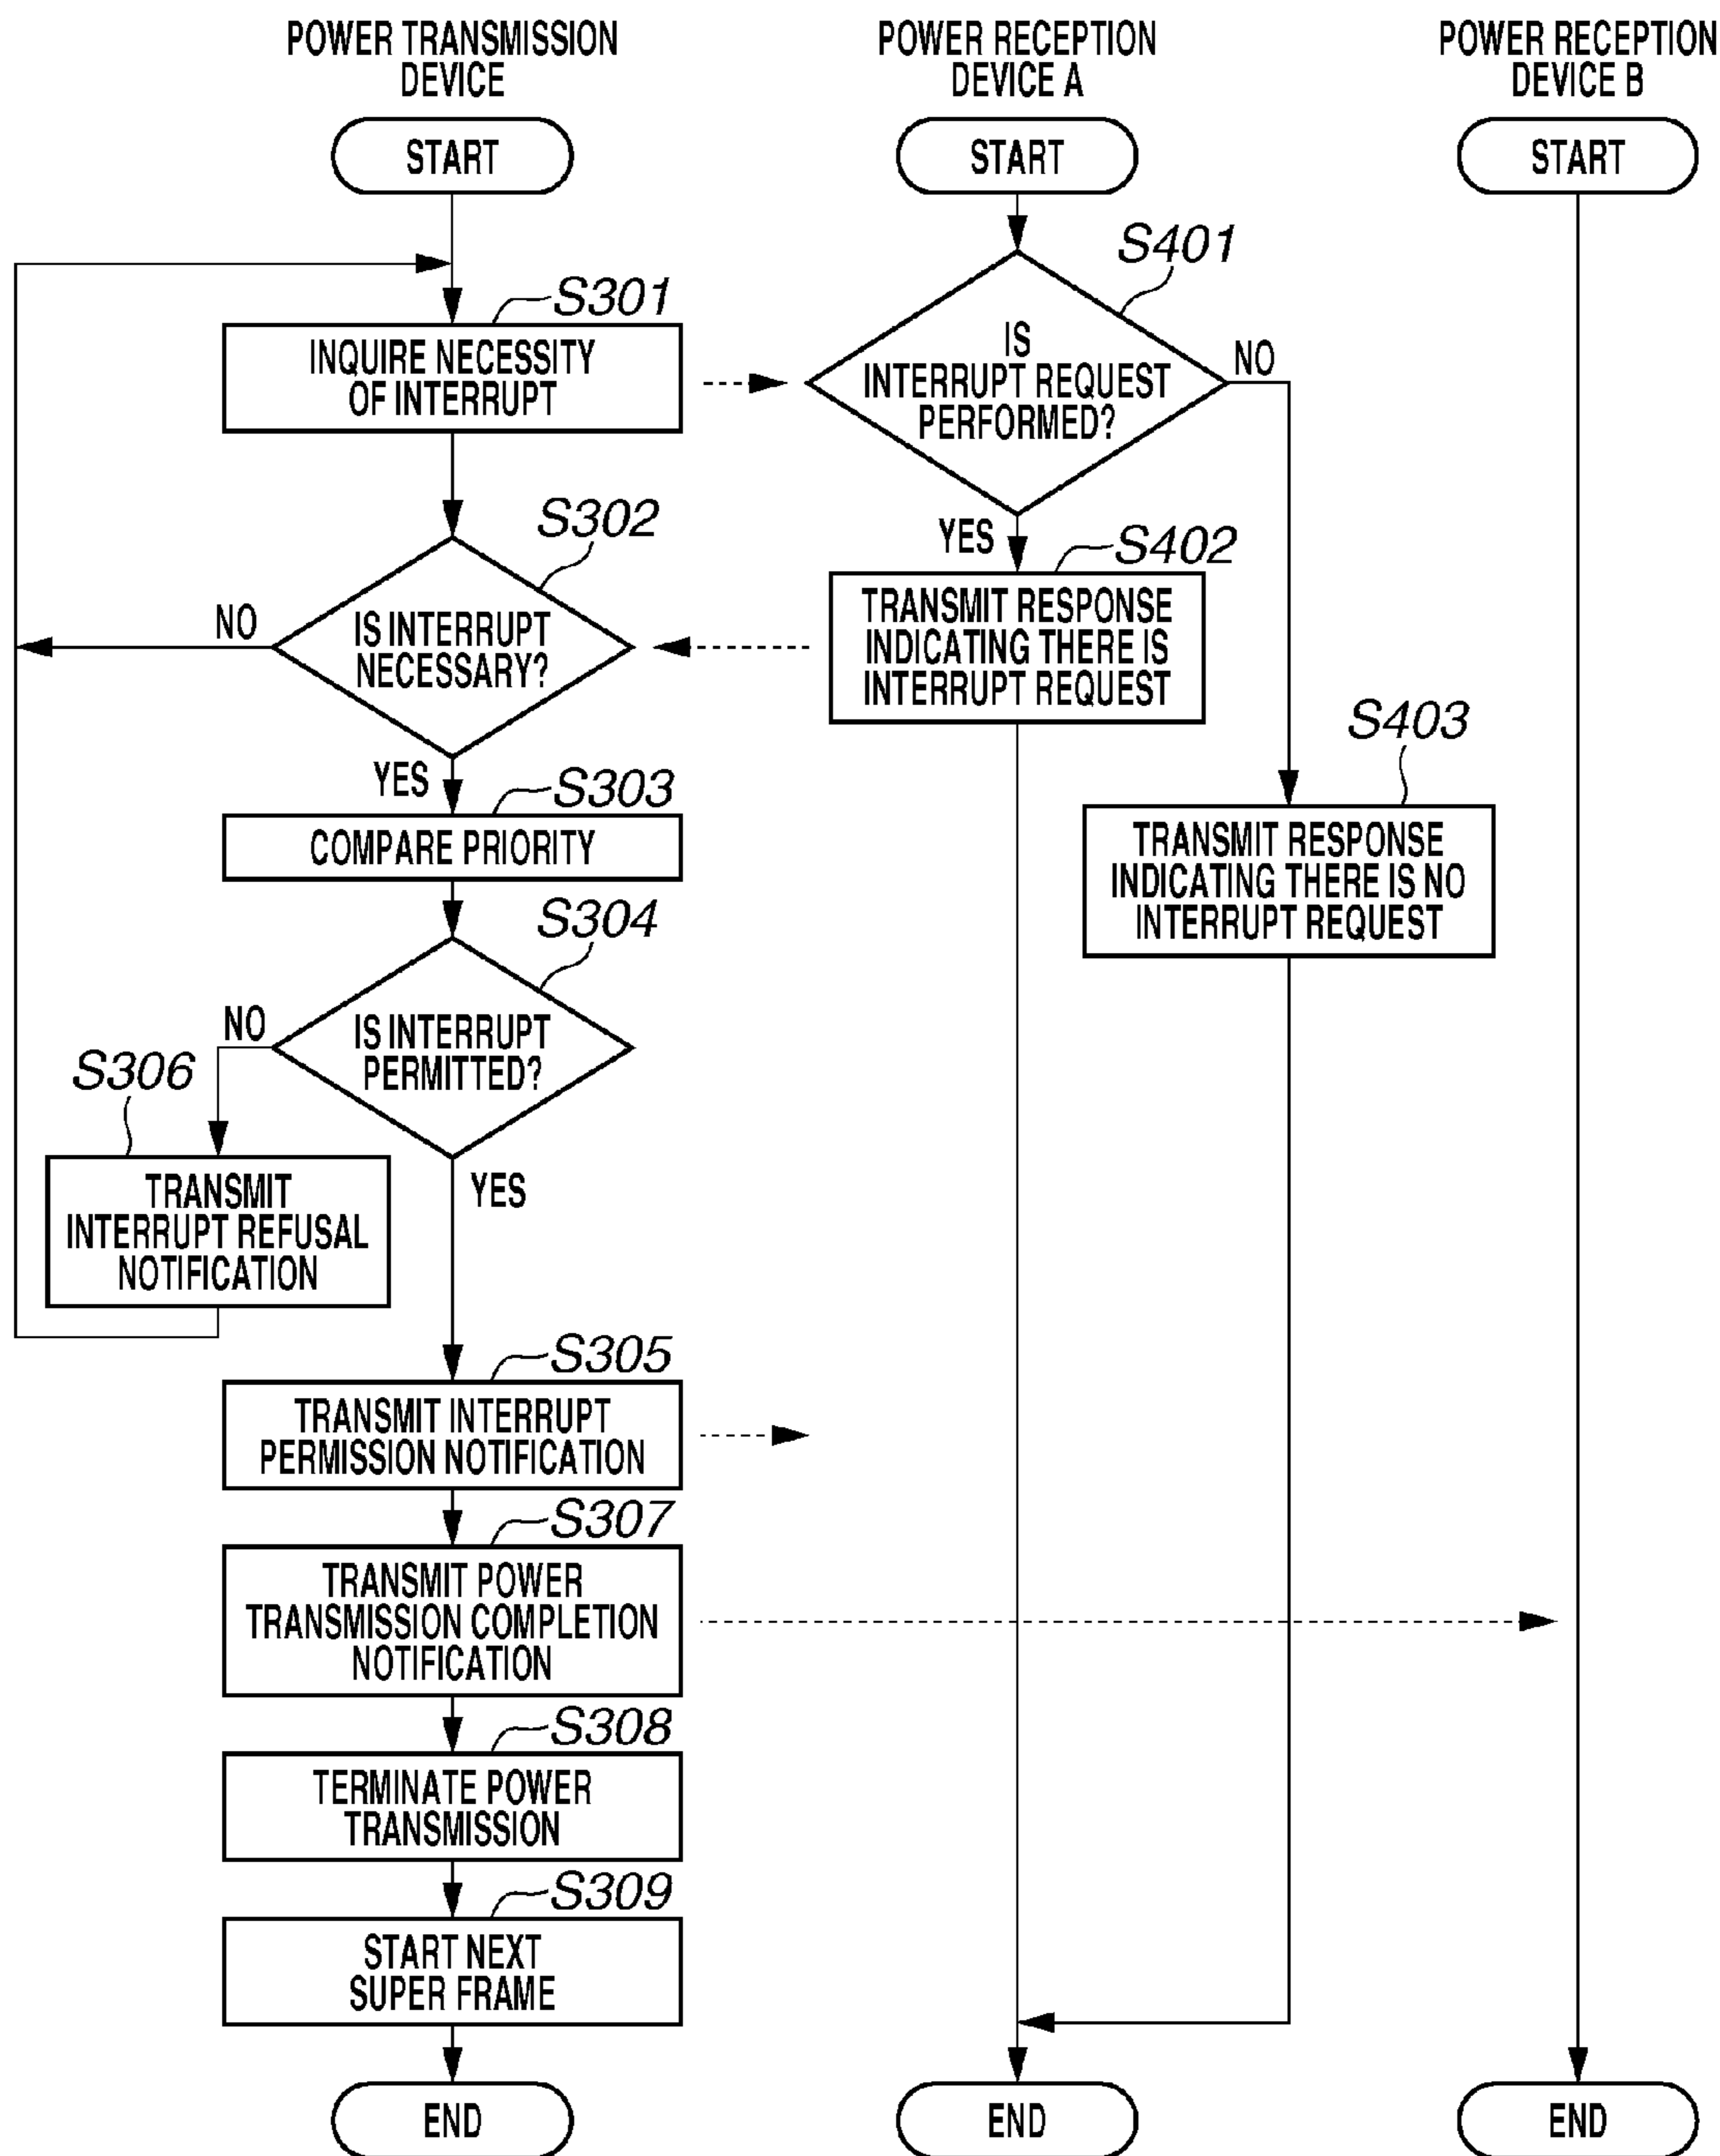 POWER TRANSMISSION
DEVICE
POWER RECEPTION
DEVICE A
POWER RECEPTION
DEVICE B
START
START
START
S401
S301
INQUIRE NECESSITY
OF INTERRUPT
IS
INTERRUPT REQUEST
PERFORMED?
NO
S302
YES
S402
NO
IS INTERRUPT
NECESSARY?
TRANSMIT RESPONSE
INDICATING THERE IS
INTERRUPT REQUEST
S403
YES
S303
COMPARE PRIORITY
TRANSMIT RESPONSE
INDICATING THERE IS NO
INTERRUPT REQUEST
S304
NO
IS INTERRUPT
PERMITTED?
S306
TRANSMIT
INTERRUPT REFUSAL
NOTIFICATION
YES
S305
TRANSMIT INTERRUPT
PERMISSION NOTIFICATION
S307
TRANSMIT POWER
TRANSMISSION COMPLETION
NOTIFICATION
S308
TERMINATE POWER
TRANSMISSION
S309
START NEXT
SUPER FRAME
END
END
END